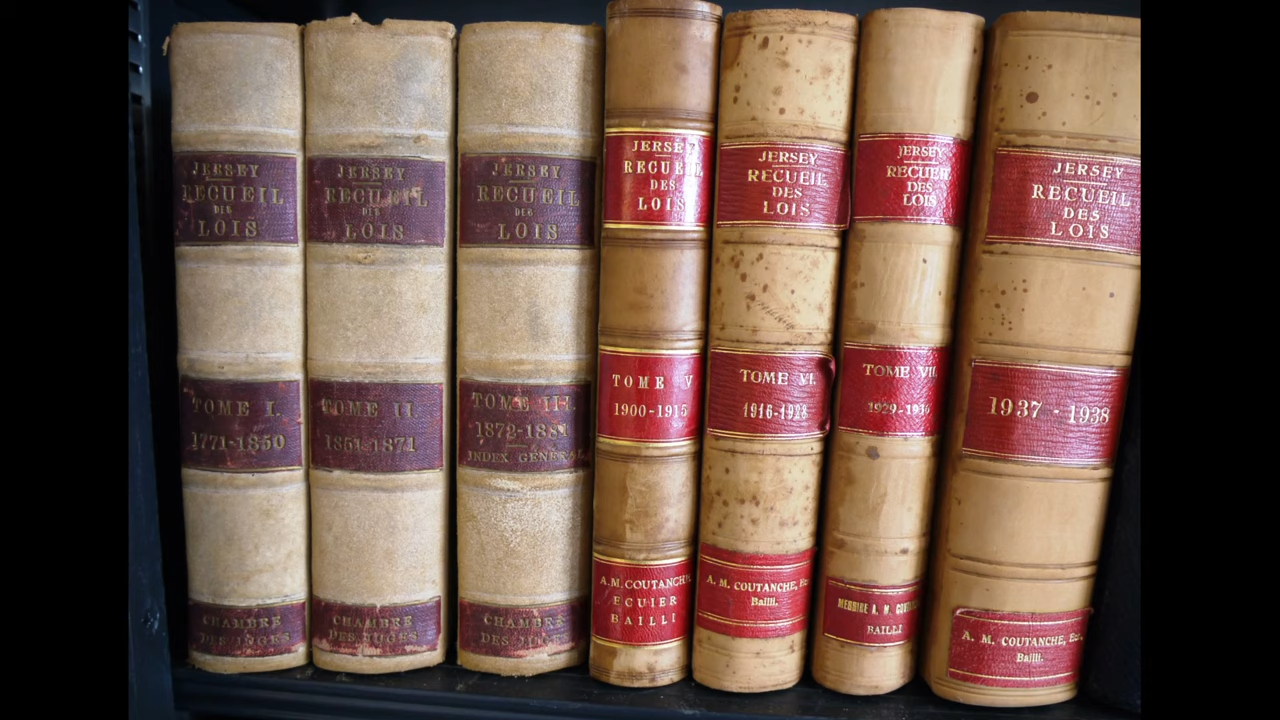 JERSEY
RECUEIL
DES
LOIS
TOME I.
1771-1850
CHAMBRE
DES JUGES
JERSEY
RECUEIL
DES
LOIS
TOME II
1851-1871
CHAMBRE
DES JUGES
JERSEY
RECUEIL
DES
LOIS
TOME III.
1872-1881
INDEX GÉNÉRAL
CHAMBRE
DES JUGES
JERSEY
RECUEIL
DES
LOIS
TOME V
1900-1915
A.M. COUTANCHE
ECUIER
BAILLI
JERSEY
RECUEIL
DES
LOIS
TOME VI.
1916-1928
A. M. COUTANCHE,
Bailli.
JERSEY
RECUEIL
DES
LOIS
TOME VII.
1929-1936
MESSIRE A. M.
BAILLI
JERSEY
RECUEIL
DES
LOIS
1937 - 1938
A. M. COUTANCHE,
Bailli.